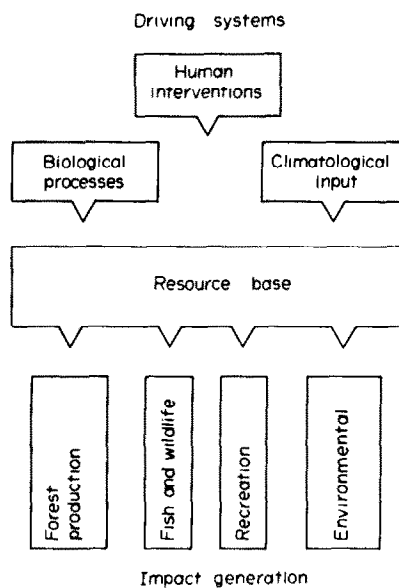 Driving systems
Human
interventions
Biological
processes
Climatological
input
Resource base
Forest
production
Fish and wildlife
Recreation
Environmental
Impact generation